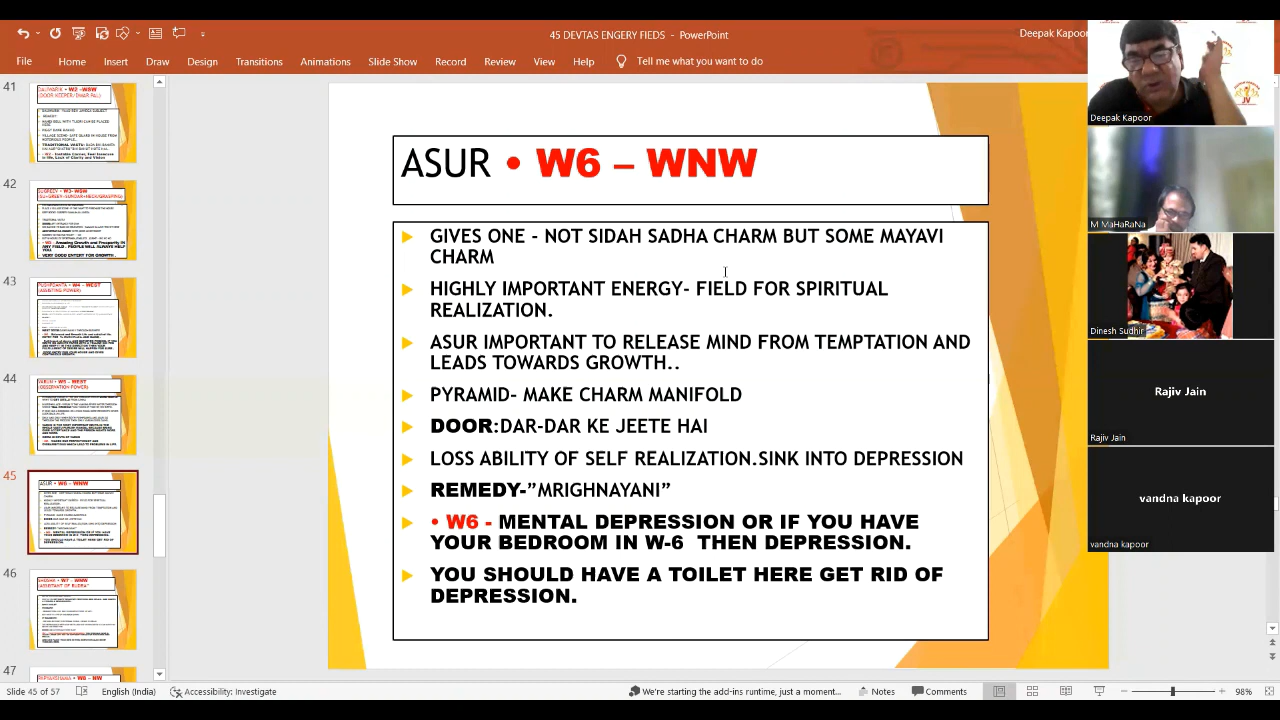 45 DEVTAS ENGERY FIEDS - PowerPoint
Deepak Kapoor
File Home Insert Draw Design Transitions Animations Slide Show Record Review View Help Tell me what you want to do
41
42
43
44
45
46
47
ASUR • W6 – WNW
GIVES ONE - NOT SIDAH SADHA CHARM BUT SOME MAYAVI
CHARM
HIGHLY IMPORTANT ENERGY- FIELD FOR SPIRITUAL
REALIZATION.
ASUR IMPORTANT TO RELEASE MIND FROM TEMPTATION AND
LEADS TOWARDS GROWTH..
PYRAMID- MAKE CHARM MANIFOLD
DOOR:DAR-DAR KE JEETE HAI
LOSS ABILITY OF SELF REALIZATION.SINK INTO DEPRESSION
REMEDY-”MRIGHNAYANI”
• W6 - MENTAL DEPRESSION OR IF YOU HAVE
YOUR BEDROOM IN W-6 THEN DEPRESSION.
YOU SHOULD HAVE A TOILET HERE GET RID OF
DEPRESSION.
JV
Deepak Kapoor
M MaHaRaNa
Dinesh Sudhir
Rajiv Jain
Rajiv Jain
vandna kapoor
vandna kapoor
Slide 45 of 57 English (India) Accessibility: Investigate We're starting the add-ins runtime, just a moment... Notes Comments 98%